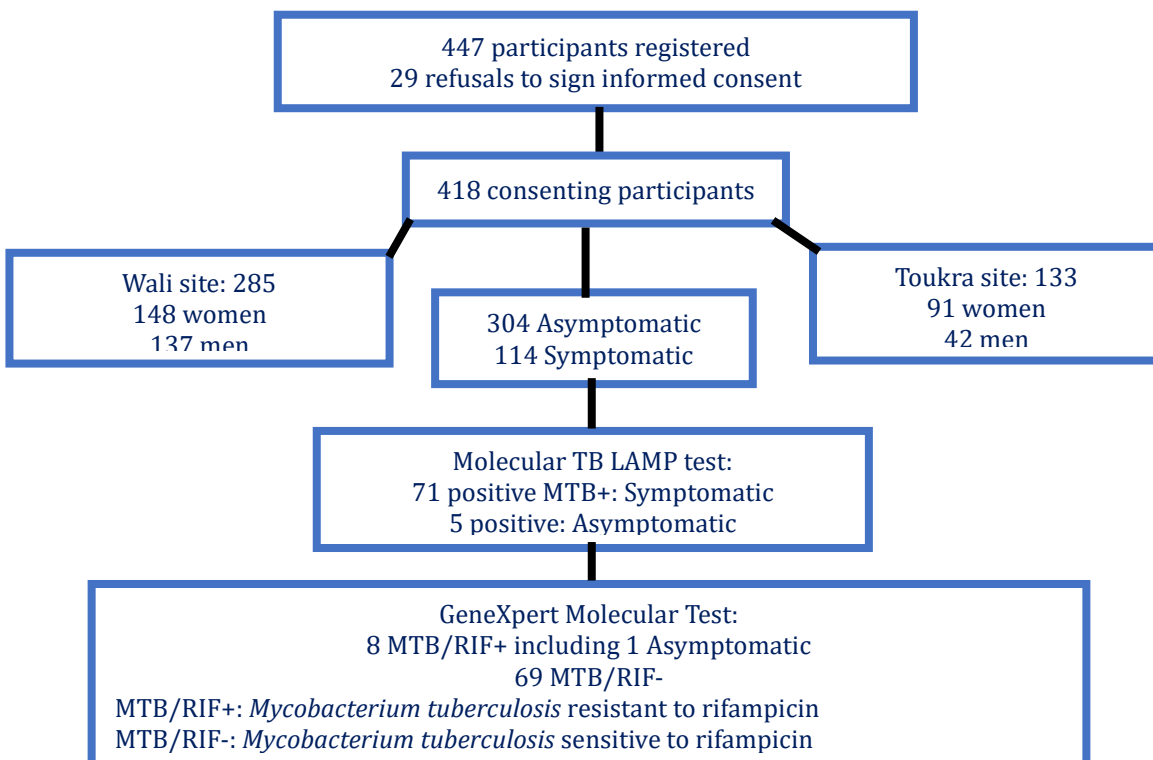 447 participants registered
29 refusals to sign informed consent
418 consenting participants
Wali site: 285
148 women
137 men
304 Asymptomatic
114 Symptomatic
Toukra site: 133
91 women
42 men
Molecular TB LAMP test:
71 positive MTB+: Symptomatic
5 positive: Asymptomatic
GeneXpert Molecular Test:
8 MTB/RIF+ including 1 Asymptomatic
69 MTB/RIF-
MTB/RIF+: Mycobacterium tuberculosis resistant to rifampicin
MTB/RIF-: Mycobacterium tuberculosis sensitive to rifampicin